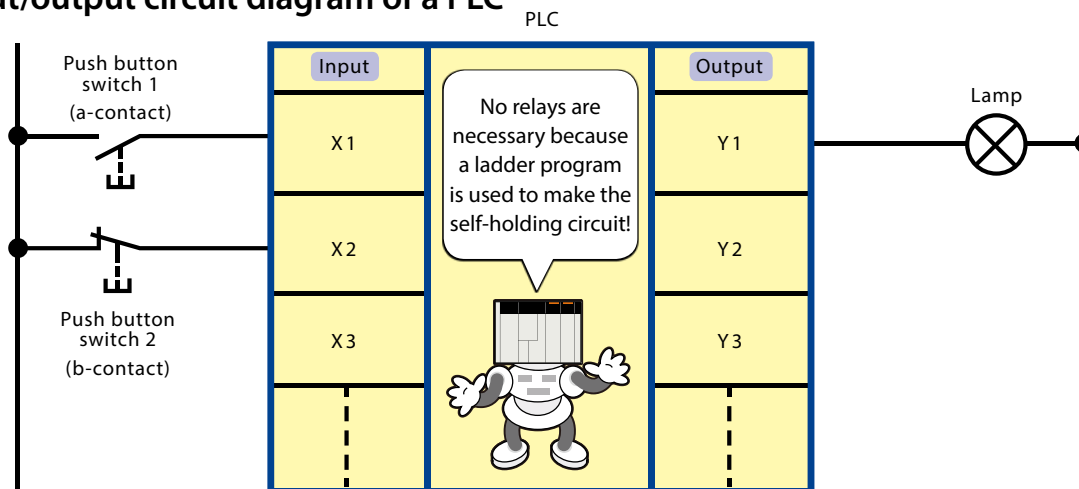 ut/output circuit diagram of a PLC
PLC
Push button
switch 1
(a-contact)
Push button
switch 2
(b-contact)
Input
X1
X2
X3
No relays are
necessary because
a ladder program
is used to make the
self-holding circuit!
Output
Y1
Y2
Y3
Lamp